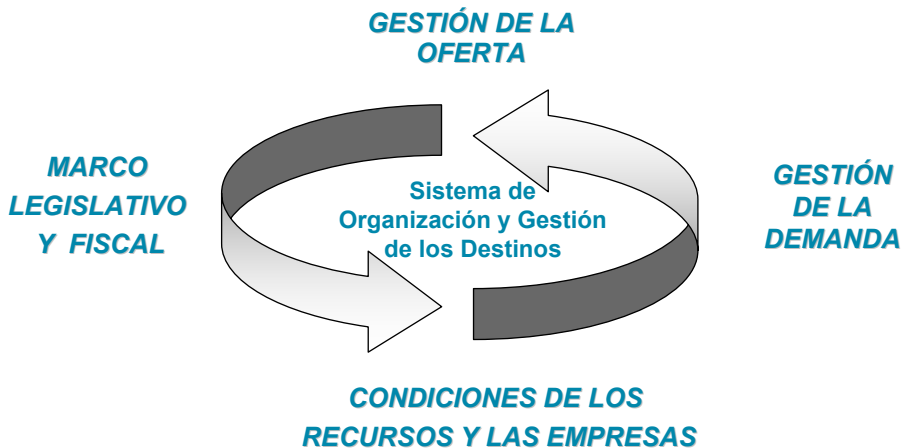 GESTIÓN DE LA
OFERTA
MARCO
LEGISLATIVO
Y FISCAL
Sistema de
Organización y Gestión
de los Destinos
GESTIÓN
DE LA
DEMANDA
CONDICIONES DE LOS
RECURSOS Y LAS EMPRESAS